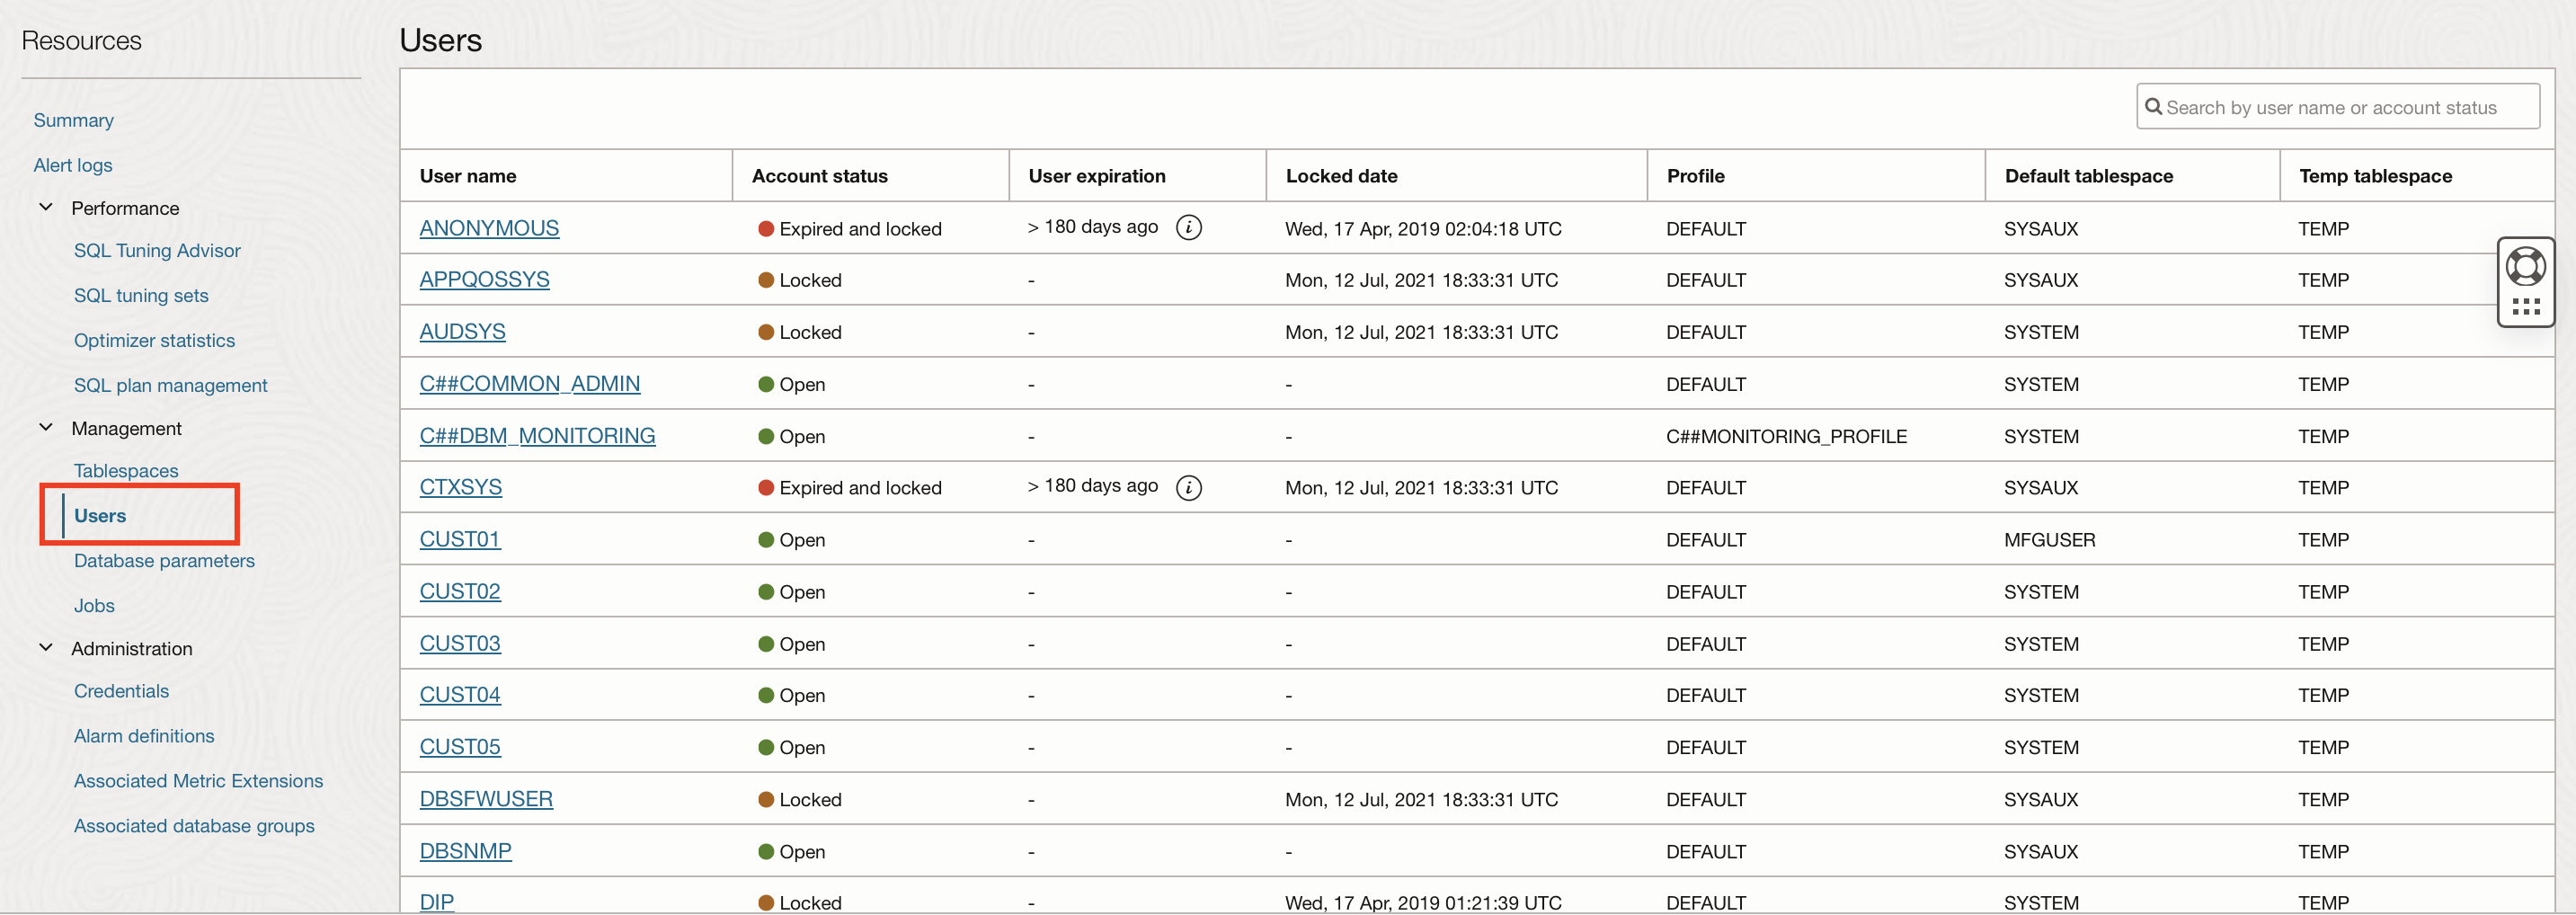 Resources
Summary
Alert logs
Performance
SQL Tuning Advisor
SQL tuning sets
Optimizer statistics
SQL plan management
Management
Tablespaces
Users
Database parameters
Jobs
Administration
Credentials
Alarm definitions
Associated Metric Extensions
Associated database groups
Users
Search by user name or account status
User name Account status User expiration Locked date Profile Default tablespace Temp tablespace
ANONYMOUS Expired and locked > 180 days ago i Wed, 17 Apr, 2019 02:04:18 UTC DEFAULT SYSAUX TEMP
APPQOSSYS Locked - Mon, 12 Jul, 2021 18:33:31 UTC DEFAULT SYSAUX TEMP
AUDSYS Locked - Mon, 12 Jul, 2021 18:33:31 UTC DEFAULT SYSTEM TEMP
C##COMMON_ADMIN Open - - DEFAULT SYSTEM TEMP
C##DBM_MONITORING Open - - C##MONITORING_PROFILE SYSTEM TEMP
CTXSYS Expired and locked > 180 days ago i Mon, 12 Jul, 2021 18:33:31 UTC DEFAULT SYSAUX TEMP
CUST01 Open - - DEFAULT MFGUSER TEMP
CUST02 Open - - DEFAULT SYSTEM TEMP
CUST03 Open - - DEFAULT SYSTEM TEMP
CUST04 Open - - DEFAULT SYSTEM TEMP
CUST05 Open - - DEFAULT SYSTEM TEMP
DBSFWUSER Locked - Mon, 12 Jul, 2021 18:33:31 UTC DEFAULT SYSAUX TEMP
DBSNMP Open - - DEFAULT SYSAUX TEMP
DIP Locked - Wed, 17 Apr, 2019 01:21:39 UTC DEFAULT SYSTEM TEMP